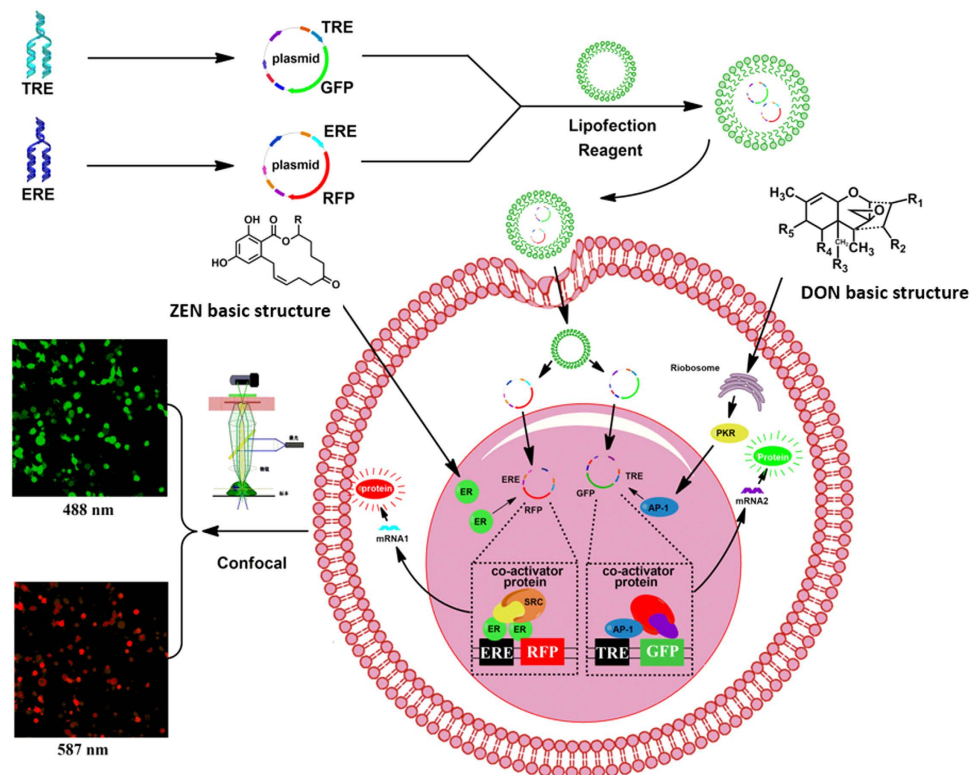 TRE
plasmid
TRE
GFP
ERE
plasmid
ERE
RFP
Lipofection
Reagent
OH
O
R
O
HO
O
ZEN basic structure
H₃C
O
R₁
O
R₅
R₄
CH₂
CH₃
R₂
R₃
DON basic structure
Riobosome
PKR
Protein
mRNA2
ERE
RFP
TRE
GFP
AP-1
ER
ER
protein
mRNA1
488 nm
Confocal
587 nm
co-activator
protein
SRC
ER
ER
ERE
RFP
co-activator
protein
AP-1
TRE
GFP